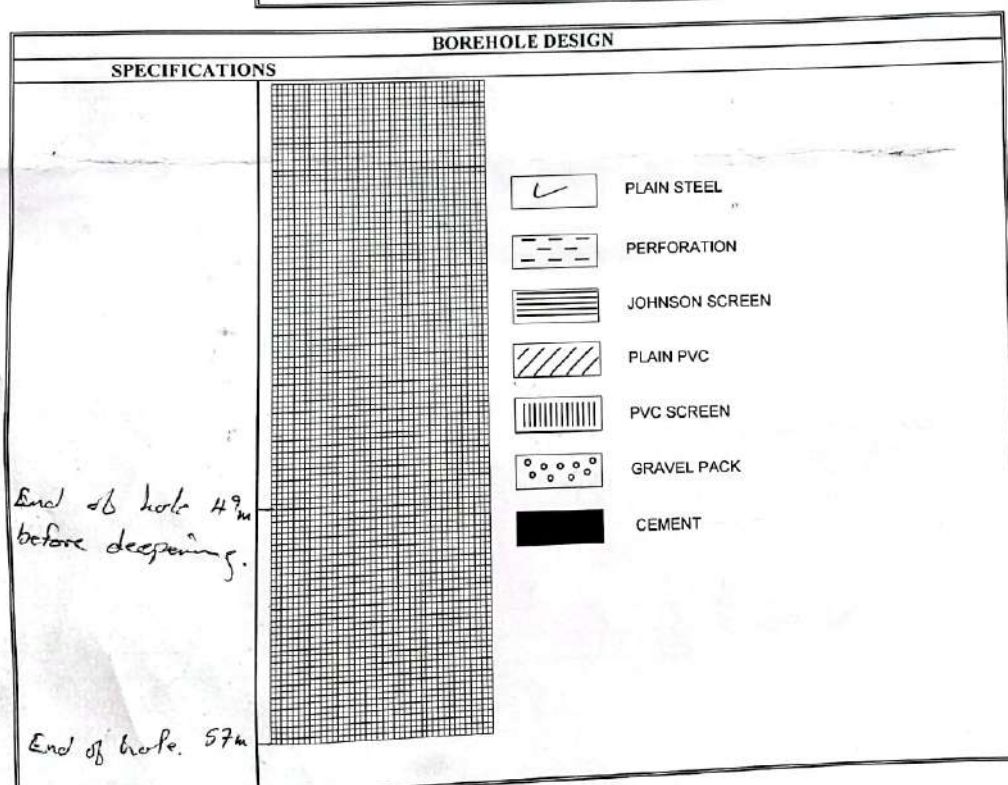 BOREHOLE DESIGN
SPECIFICATIONS
PLAIN STEEL
PERFORATION
JOHNSON SCREEN
PLAIN PVC
PVC SCREEN
GRAVEL PACK
CEMENT
End of hole 49m
before deepening.
End of hole. 57m